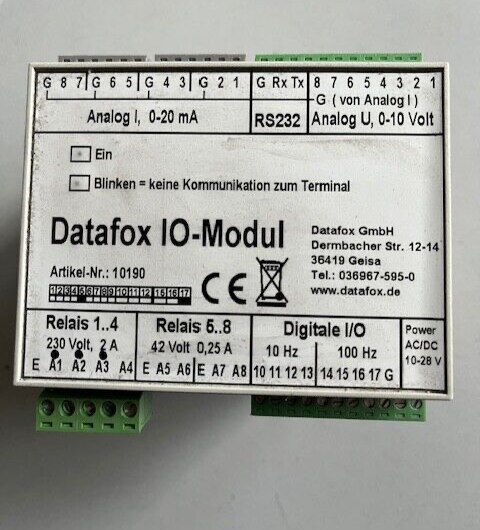 G 8 7 G 6 5 G 4 3 G 2 1 G Rx Tx 8 7 6 5 4 3 2 1
G ( von Analog I )
Analog I, 0-20 mA RS232 Analog U, 0-10 Volt
Ein
Blinken = keine Kommunikation zum Terminal
Datafox IO-Modul
Datafox GmbH
Dermbacher Str. 12-14
36419 Geisa
Tel.: 036967-595-0
www.datafox.de
Artikel-Nr.: 10190
1 2 3 4 5 6 7 8 9 10 11 12 13 14 15 16 17
CE
Relais 1..4 Relais 5..8 Digitale I/O Power
230 Volt, 2 A 42 Volt 0,25 A 10 Hz 100 Hz AC/DC
10-28 V
E A1 A2 A3 A4 E A5 A6 E A7 A8 10 11 12 13 14 15 16 17 G